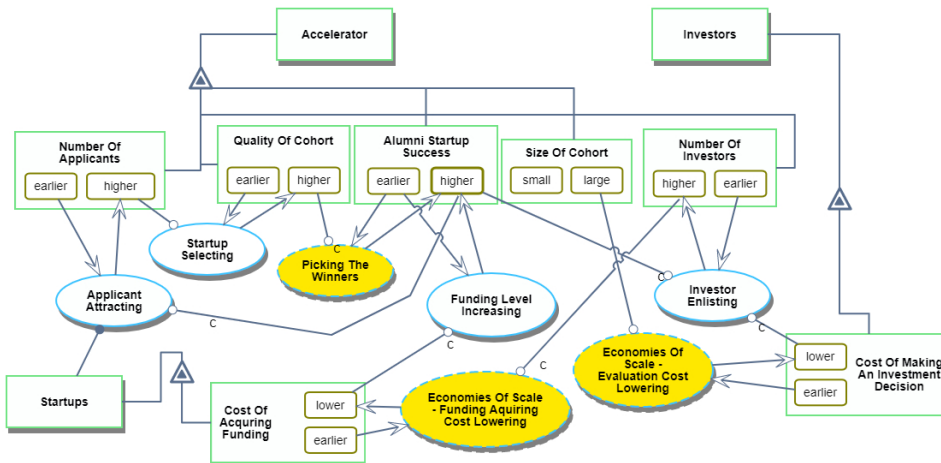 Accelerator
Investors
Number Of
Applicants
earlier
higher
Quality Of Cohort
earlier
higher
Alumni Startup
Success
earlier
higher
Size Of Cohort
small
large
Number Of
Investors
higher
earlier
Startup
Selecting
C
Picking The
Winners
Applicant
Attracting
C
Funding Level
Increasing
C
C
Investor
Enlisting
C
C
Startups
Cost Of
Acquring
Funding
lower
earlier
Economies Of Scale
- Funding Aquiring
Cost Lowering
Economies Of
Scale -
Evaluation Cost
Lowering
lower
earlier
Cost Of Making
An Investment
Decision